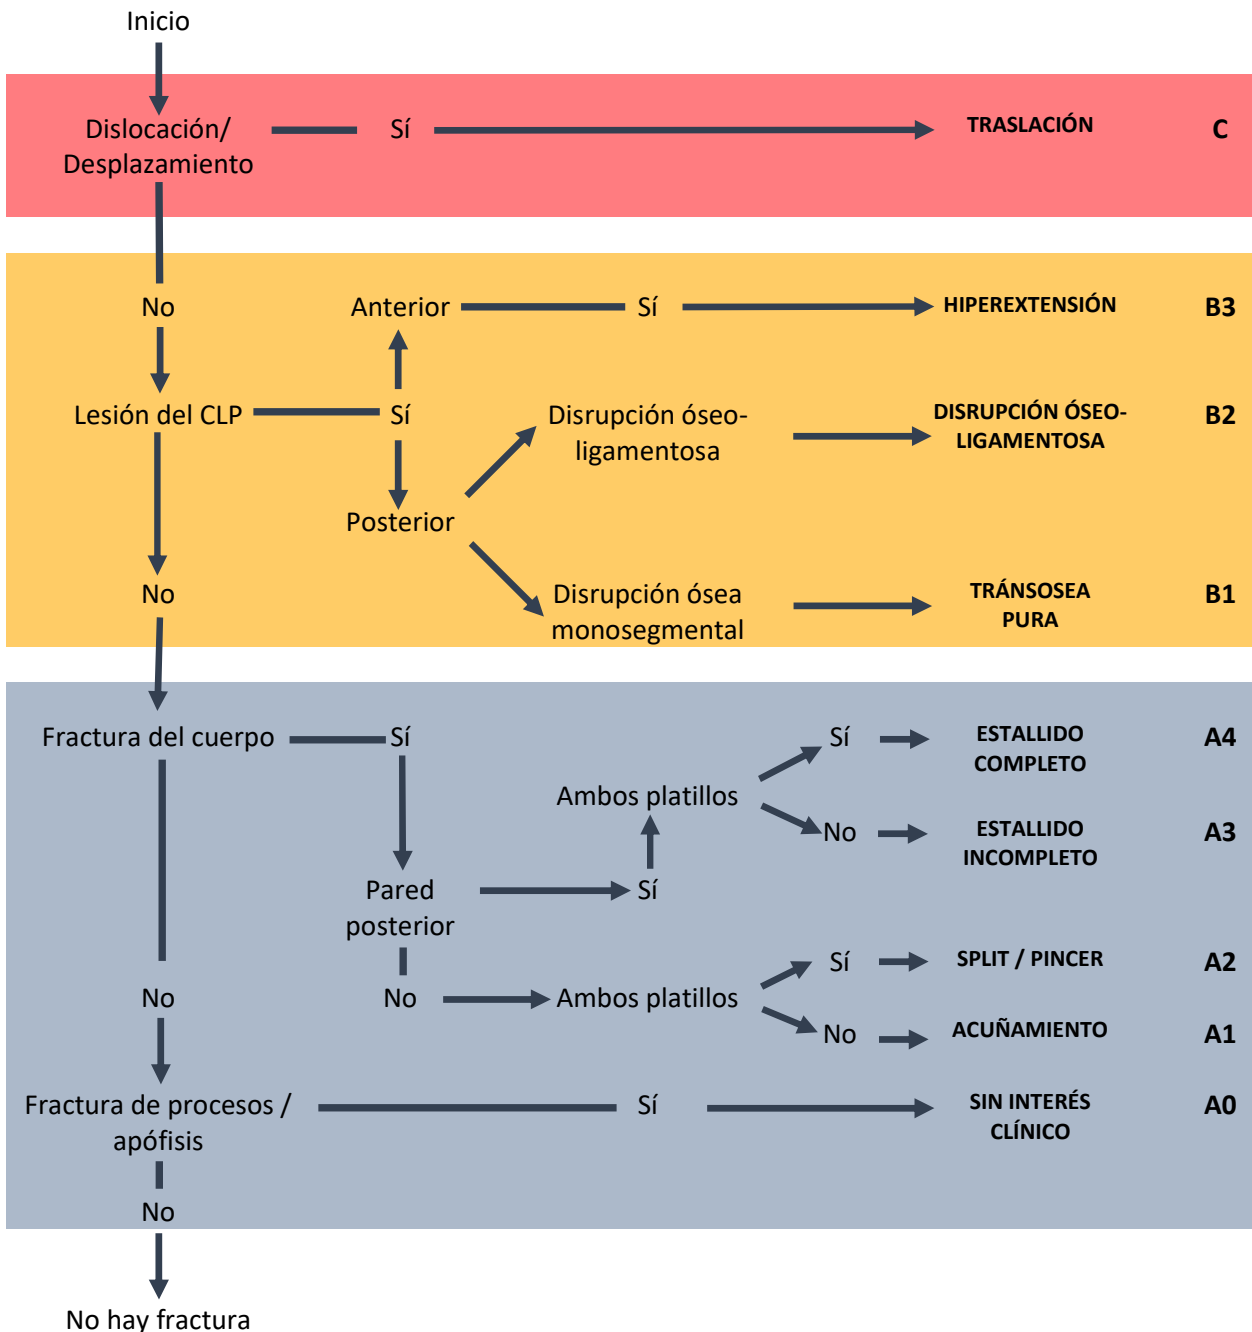 Inicio
Dislocación/
Desplazamiento
Sí
TRASLACIÓN
C
No
Anterior
Sí
HIPEREXTENSIÓN
B3
Lesión del CLP
Sí
Disrupción óseo-
ligamentosa
DISRUPCIÓN ÓSEO-
LIGAMENTOSA
B2
Posterior
No
Disrupción ósea
monosegmental
TRÁNSOSEA
PURA
B1
Fractura del cuerpo
Sí
Sí
ESTALLIDO
COMPLETO
A4
Ambos platillos
No
ESTALLIDO
INCOMPLETO
A3
Pared
posterior
Sí
Sí
SPLIT / PINCER
A2
No
No
Ambos platillos
No
ACUÑAMIENTO
A1
Fractura de procesos /
apófisis
Sí
SIN INTERÉS
CLÍNICO
A0
No
No hay fractura